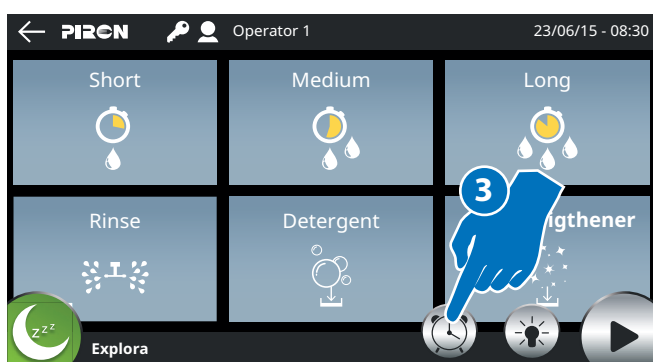 PIRON Operator 1 23/06/15 - 08:30
Short Medium Long
3
Rinse Detergent igthener
zzz
Explora